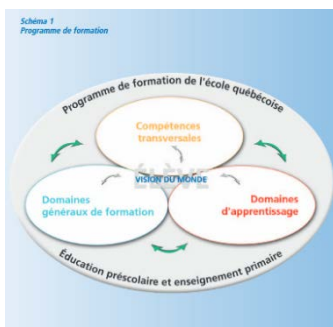 Schéma 1
Programme de formation
Programme de formation de l'école québécoise
Compétences
transversales
ÉLÈVE
VISION DU MONDE
Domaines
généraux de formation
Domaines
d'apprentissage
Éducation préscolaire et enseignement primaire